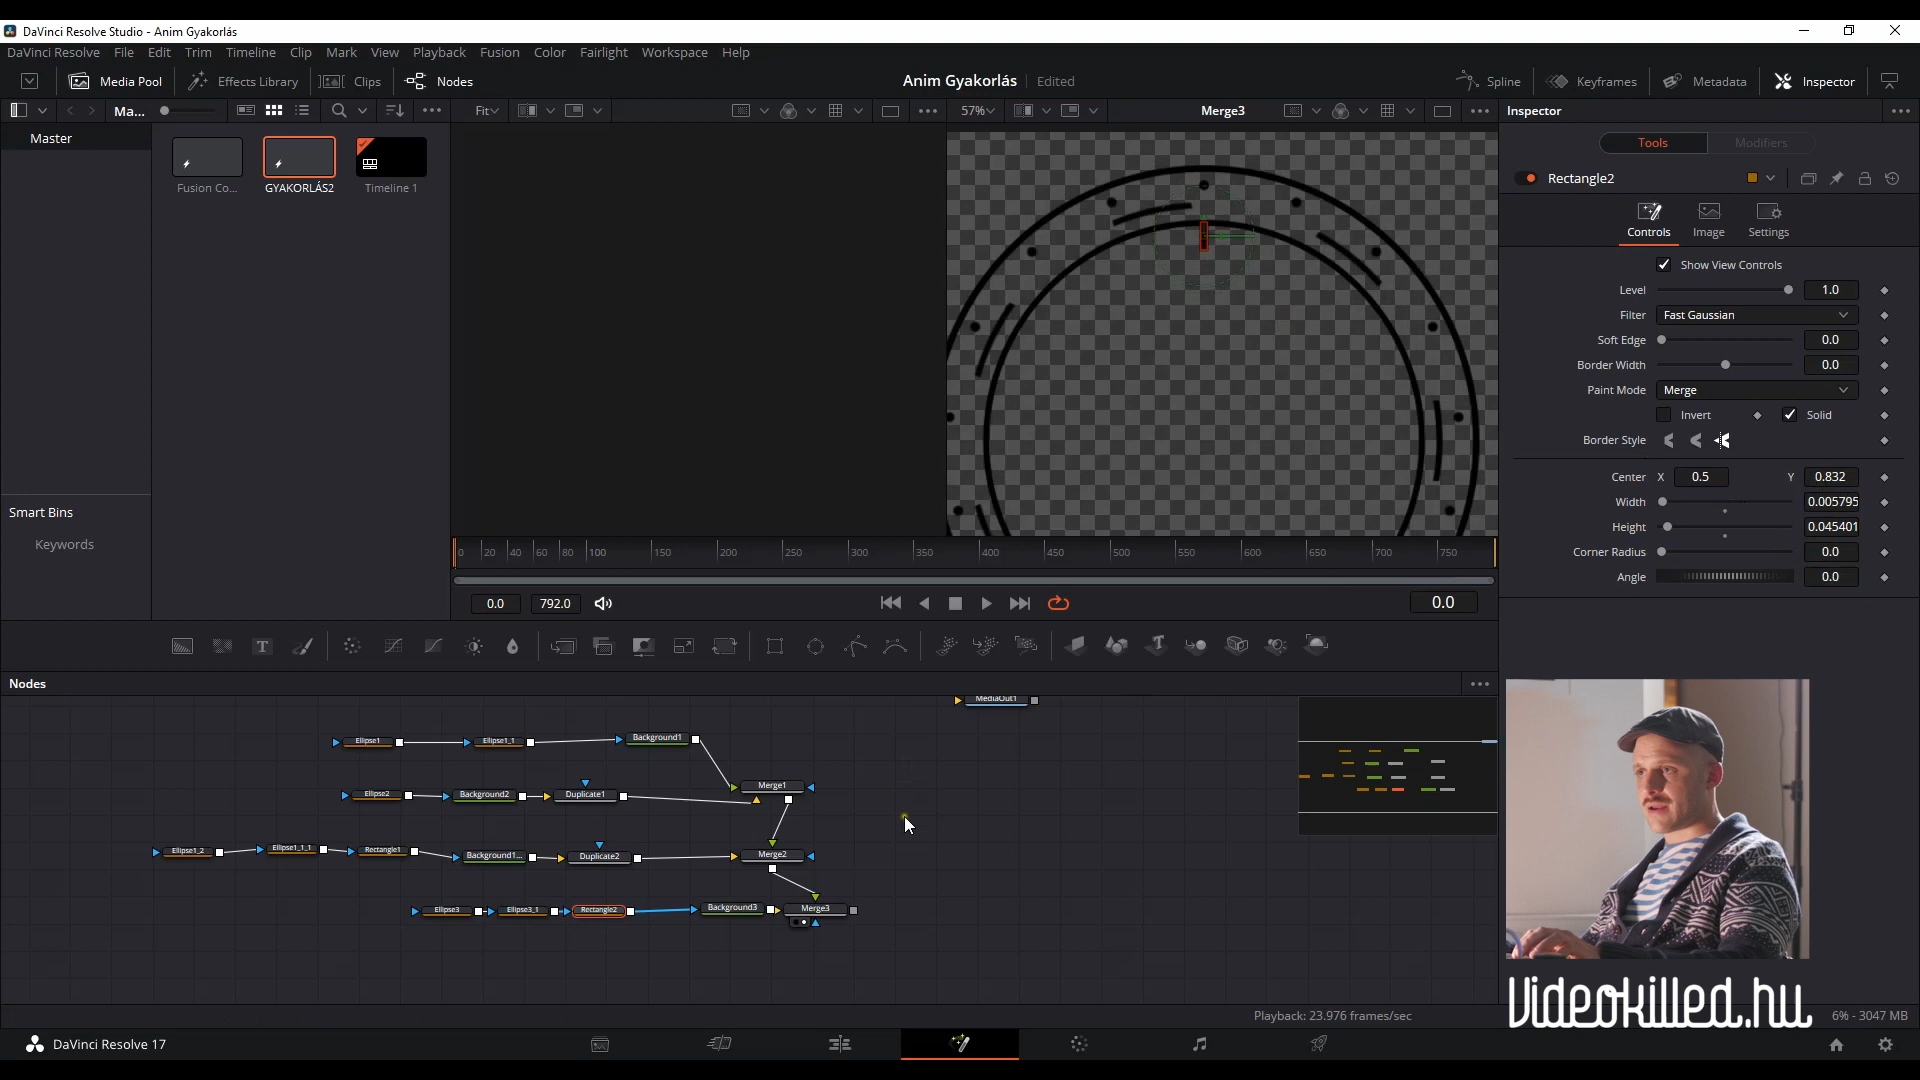 DaVinci Resolve Studio - Anim Gyakorlás
DaVinci Resolve File Edit Trim Timeline Clip Mark View Playback Fusion Color Fairlight Workspace Help
Media Pool Effects Library Clips Nodes Anim Gyakorlás Edited Spline Keyframes Metadata Inspector
Ma... Fit 57% Merge3 Inspector
Master
Fusion Co... GYAKORLÁS2 Timeline 1
Smart Bins
Keywords
Tools Modifiers
Rectangle2
Controls Image Settings
Show View Controls
Level 1.0
Filter Fast Gaussian
Soft Edge 0.0
Border Width 0.0
Paint Mode Merge
Invert Solid
Border Style
Center X 0.5 Y 0.832
Width 0.005795
Height 0.045401
Corner Radius 0.0
Angle 0.0
0 20 40 60 80 100 150 200 250 300 350 400 450 500 550 600 650 700 750
0.0 792.0 0.0
T T
Nodes
MediaOut1
Ellipse1 Ellipse1_1 Background1
Merge1
Ellipse2 Background2 Duplicate1
Ellipse1_2 Ellipse1_1_1 Rectangle1 Background1... Duplicate2 Merge2
Ellipse3 Ellipse3_1 Rectangle2 Background3 Merge3
Videokilled.hu
Playback: 23.976 frames/sec 6% - 3047 MB
DaVinci Resolve 17